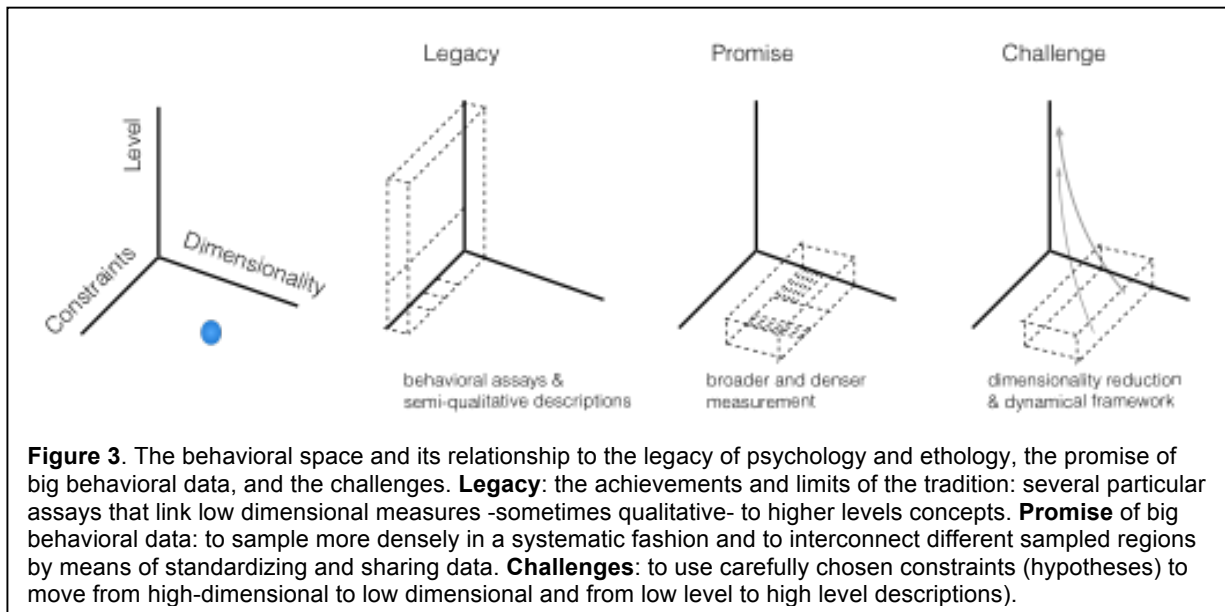 Legacy
Promise
Challenge
Level
Constraints
Dimensionality
behavioral assays &
semi-qualitative descriptions
broader and denser
measurement
dimensionality reduction
& dynamical framework
Figure 3. The behavioral space and its relationship to the legacy of psychology and ethology, the promise of
big behavioral data, and the challenges. Legacy: the achievements and limits of the tradition: several particular
assays that link low dimensional measures -sometimes qualitative- to higher levels concepts. Promise of big
behavioral data: to sample more densely in a systematic fashion and to interconnect different sampled regions
by means of standardizing and sharing data. Challenges: to use carefully chosen constraints (hypotheses) to
move from high-dimensional to low dimensional and from low level to high level descriptions).